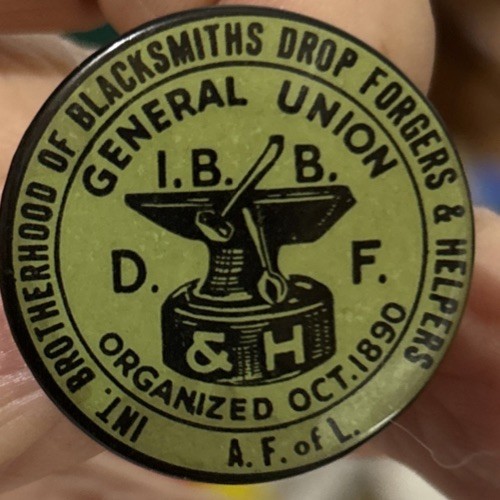 INT. BROTHERHOOD OF BLACKSMITHS DROP FORGERS & HELPERS
A. F. of L.
GENERAL UNION
I. B. B.
D. F.
& H
ORGANIZED OCT. 1890